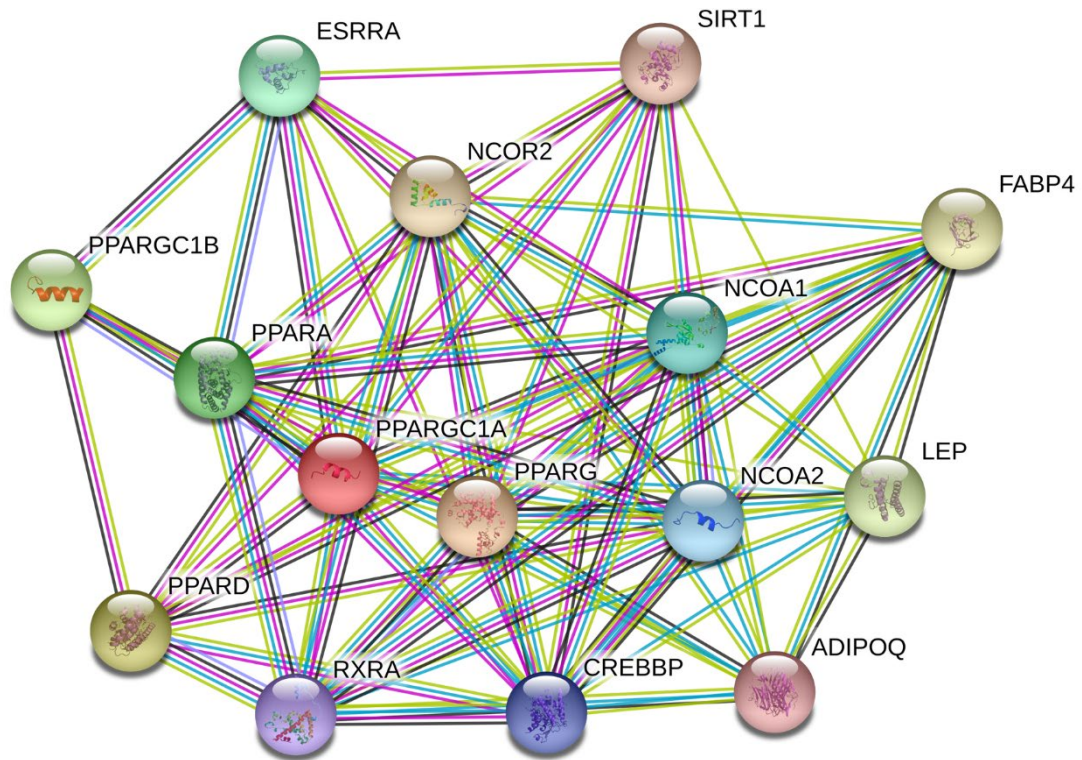 ESRRA
SIRT1
NCOR2
FABP4
PPARGC1B
NCOA1
PPARA
PPARGC1A
PPARG
NCOA2
LEP
PPARD
RXRA
CREBBP
ADIPOQ